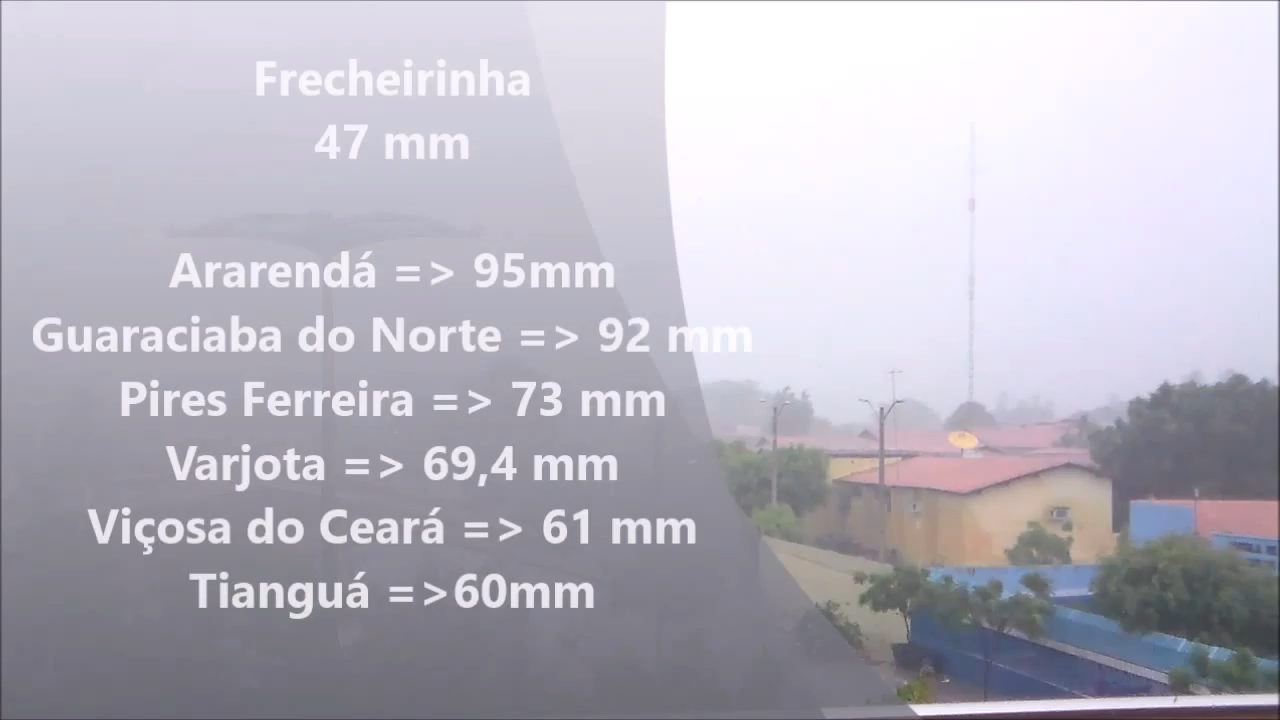 Frecheirinha
47 mm
Ararendá => 95mm
Guaraciaba do Norte => 92 mm
Pires Ferreira => 73 mm
Varjota => 69,4 mm
Viçosa do Ceará => 61 mm
Tianguá =>60mm